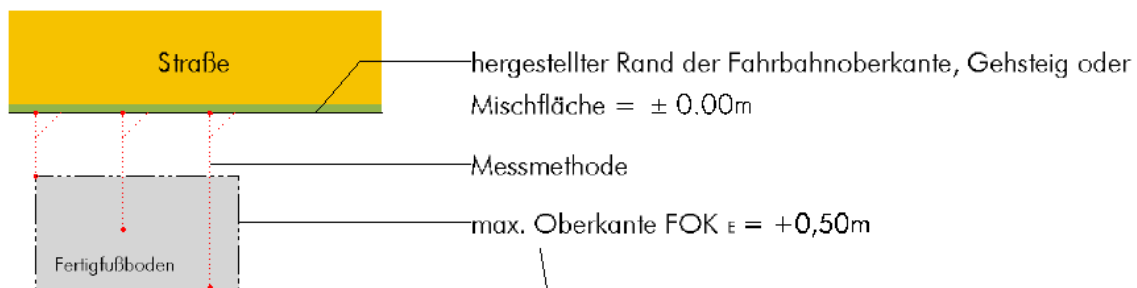 Straße
hergestellter Rand der Fahrbahnoberkante, Gehsteig oder
Mischfläche = ± 0.00m
Messmethode
max. Oberkante FOK E = +0,50m
Fertigfußboden